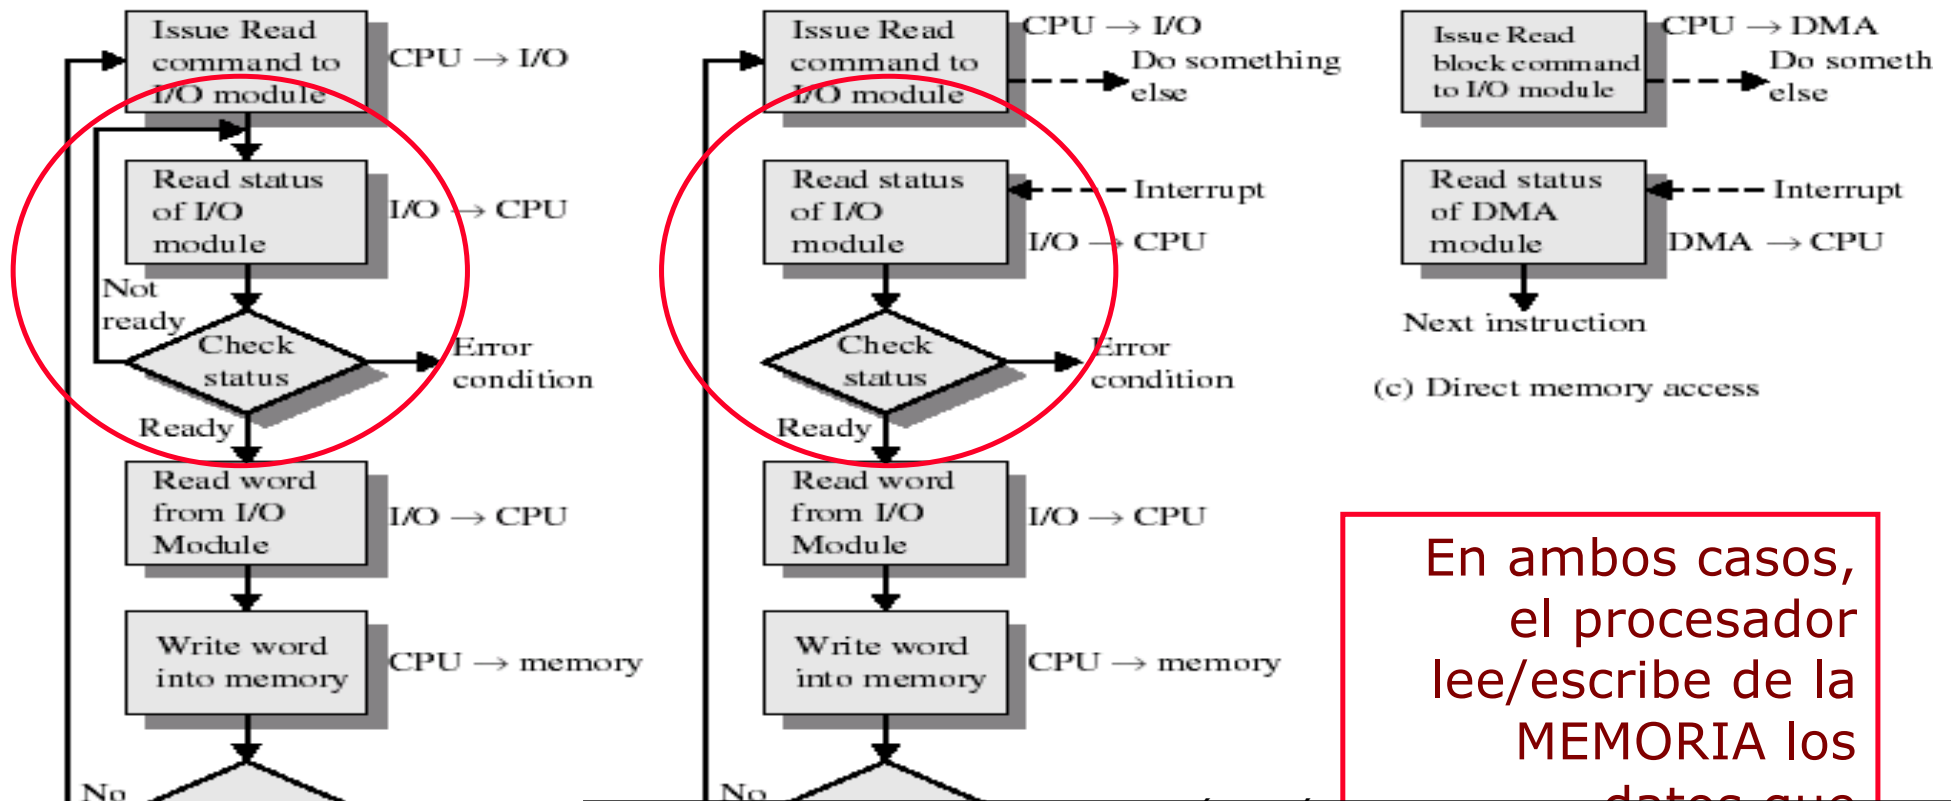 Issue Read
command to
I/O module
CPU → I/O
Read status
of I/O
module
I/O → CPU
Not
ready
Check
status
Error
condition
Ready
Read word
from I/O
Module
I/O → CPU
Write word
into memory
CPU → memory
No
Issue Read
command to
I/O module
CPU → I/O
Do something
else
Read status
of I/O
module
Interrupt
I/O → CPU
Check
status
Error
condition
Ready
Read word
from I/O
Module
I/O → CPU
Write word
into memory
CPU → memory
No
Issue Read
block command
to I/O module
CPU → DMA
Do someth
else
Read status
of DMA
module
Interrupt
DMA → CPU
Next instruction
(c) Direct memory access
En ambos casos,
el procesador
lee/escribe de la
MEMORIA los
datos que